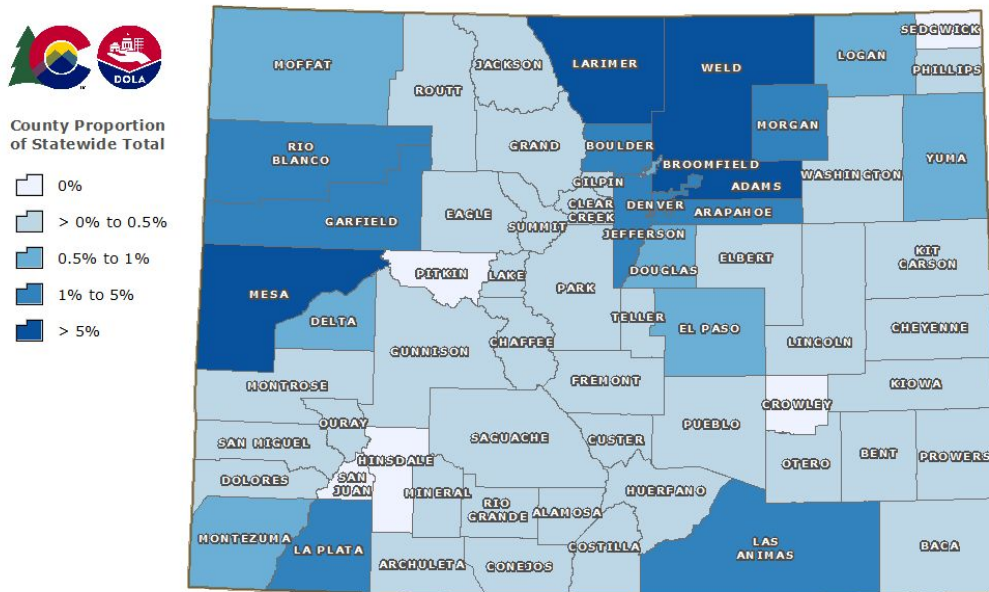 C
DOLA
County Proportion
of Statewide Total
0%
> 0% to 0.5%
0.5% to 1%
1% to 5%
> 5%
MOFFAT
ROUTT
JACKSON
LARIMER
WELD
LOGAN
SEDGWICK
PHILLIPS
RIO
BLANCO
GRAND
BOULDER
MORGAN
WASHINGTON
YUMA
BROOMFIELD
GILPIN
ADAMS
CLEAR
CREEK
DENVER
ARAPAHOE
GARFIELD
EAGLE
SUMMIT
JEFFERSON
DOUGLAS
ELBERT
KIT
CARSON
MESA
PITKIN
LAKE
PARK
DELTA
GUNNISON
CHAFFEE
TELLER
EL PASO
LINCOLN
CHEYENNE
MONTROSE
FREMONT
CROWLEY
KIOWA
OURAY
SAN MIGUEL
HINSDALE
SAGUACHE
CUSTER
PUEBLO
OTERO
BENT
PROWERS
DOLORES
SAN
JUAN
MINERAL
RIO
GRANDE
ALAMOSA
HUERFANO
MONTEZUMA
LA PLATA
ARCHULETA
CONEJOS
COSTILLA
LAS
ANIMAS
BACA